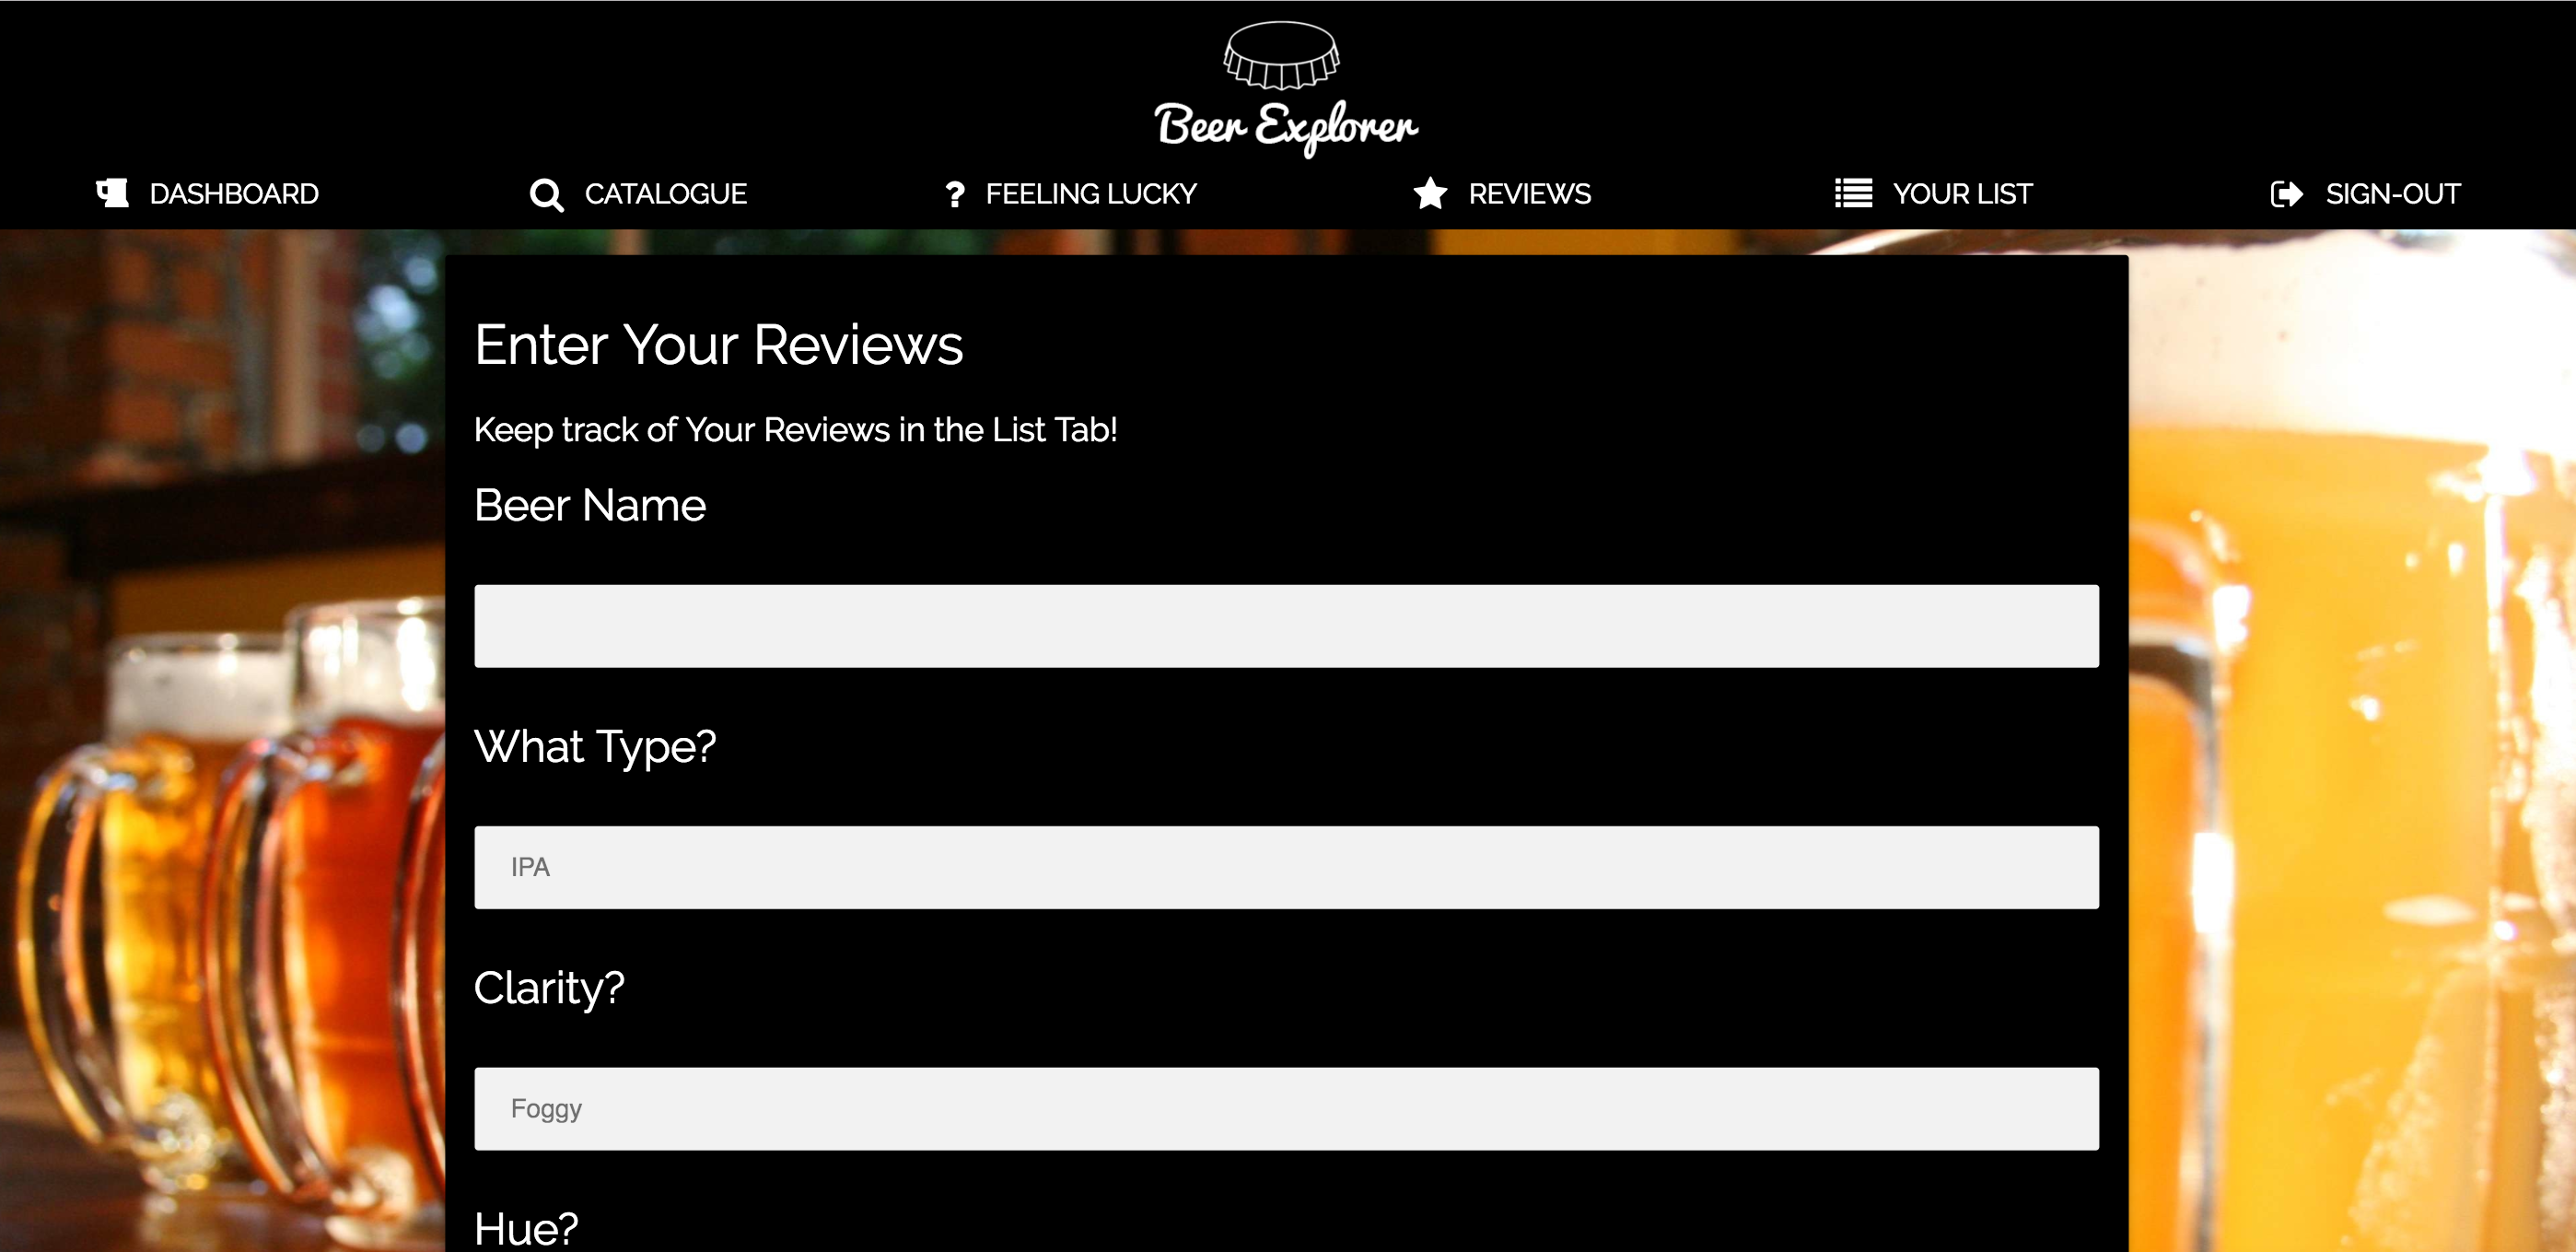 Beer Explorer
DASHBOARD
CATALOGUE
? FEELING LUCKY
REVIEWS
YOUR LIST
SIGN-OUT
Enter Your Reviews
Keep track of Your Reviews in the List Tab!
Beer Name
What Type?
IPA
Clarity?
Foggy
Hue?